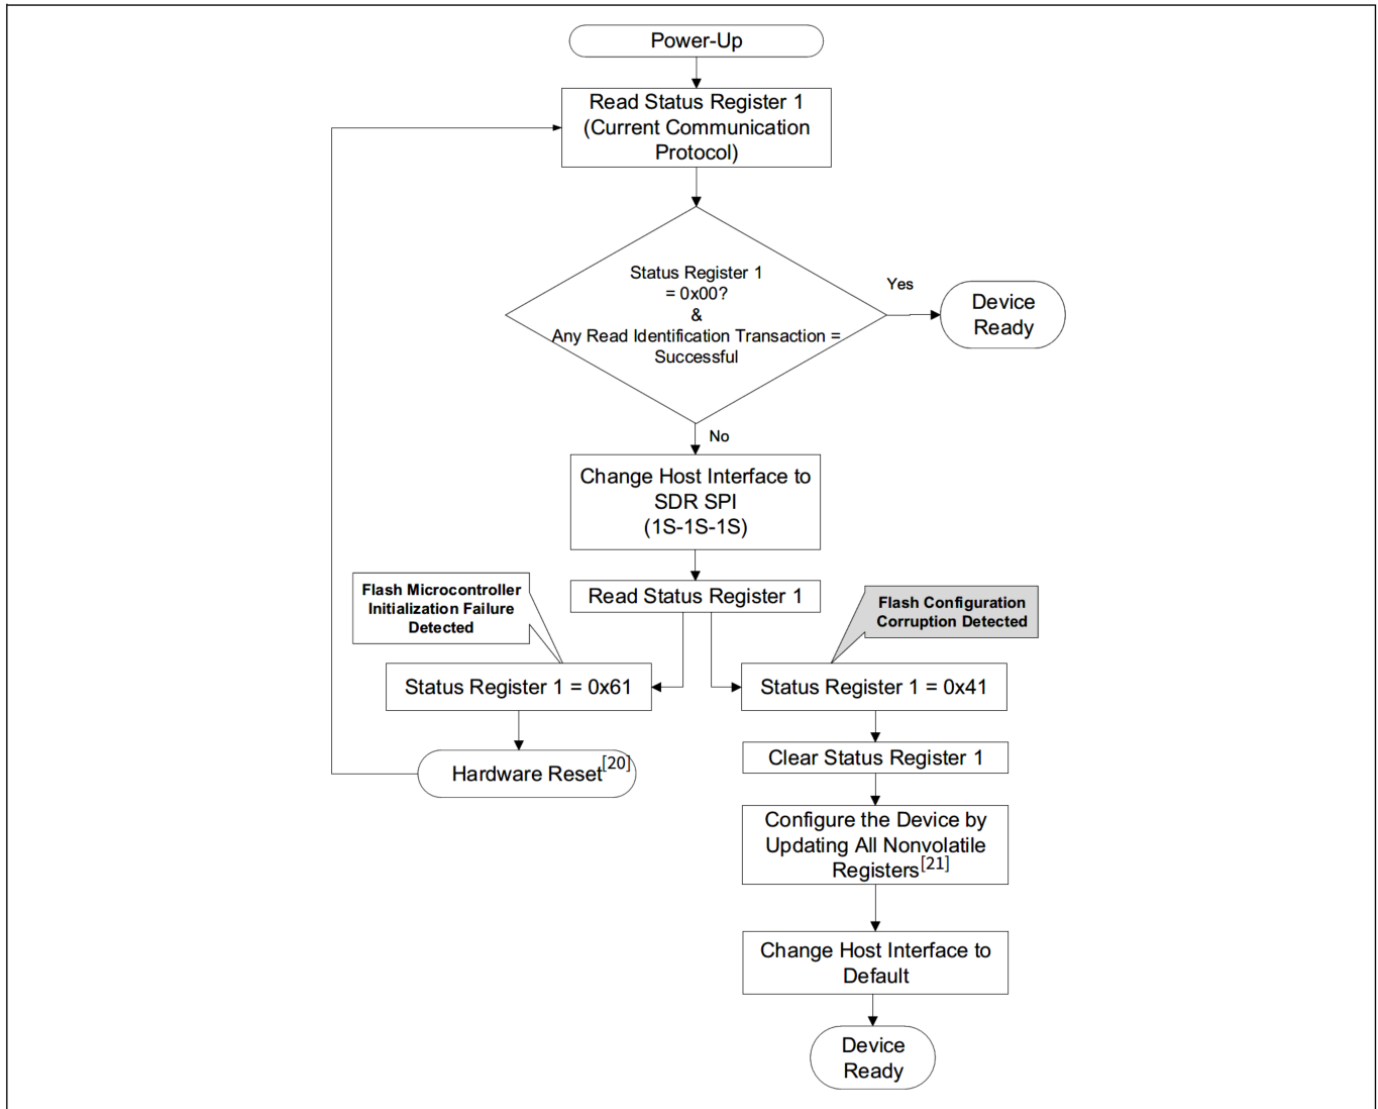 Power-Up
Read Status Register 1
(Current Communication
Protocol)
Status Register 1
= 0x00?
&
Any Read Identification Transaction =
Successful
Yes
Device
Ready
No
Change Host Interface to
SDR SPI
(1S-1S-1S)
Read Status Register 1
Flash Microcontroller
Initialization Failure
Detected
Flash Configuration
Corruption Detected
Status Register 1 = 0x61
Status Register 1 = 0x41
Hardware Reset[20]
Clear Status Register 1
Configure the Device by
Updating All Nonvolatile
Registers[21]
Change Host Interface to
Default
Device
Ready